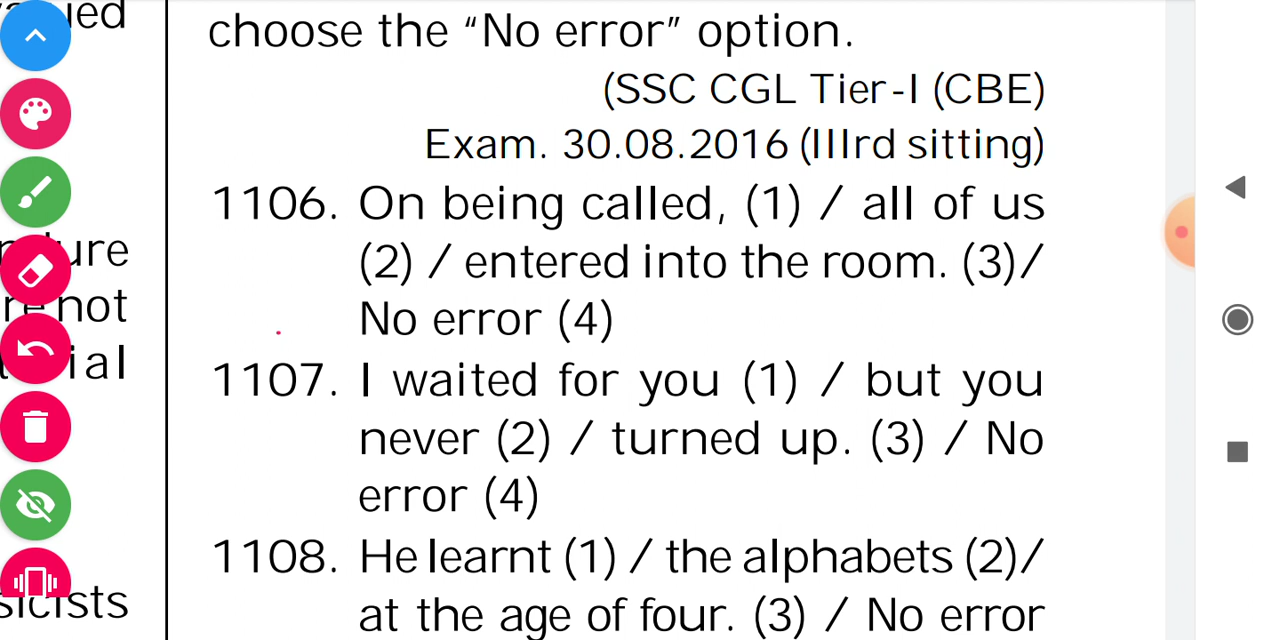 ied
choose the “No error” option.
(SSC CGL Tier-I (CBE)
Exam. 30.08.2016 (IIIrd sitting)
1106. On being called, (1) / all of us
ure
(2) / entered into the room. (3)/
not
No error (4)
ial
1107. I waited for you (1) / but you
never (2) / turned up. (3) / No
error (4)
1108. He learnt (1) / the alphabets (2)/
sicists
at the age of four. (3) / No error